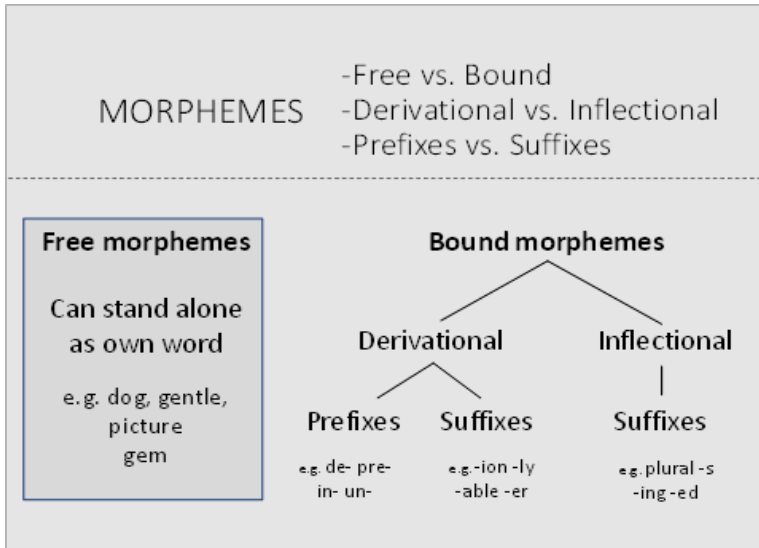 MORPHEMES
-Free vs. Bound
-Derivational vs. Inflectional
-Prefixes vs. Suffixes
Free morphemes
Can stand alone
as own word
e.g. dog, gentle,
picture
gem
Bound morphemes
Derivational
Inflectional
Prefixes
Suffixes
Suffixes
e.g. de- pre-
in- un-
e.g.-ion -ly
-able -er
e.g. plural -s
-ing -ed